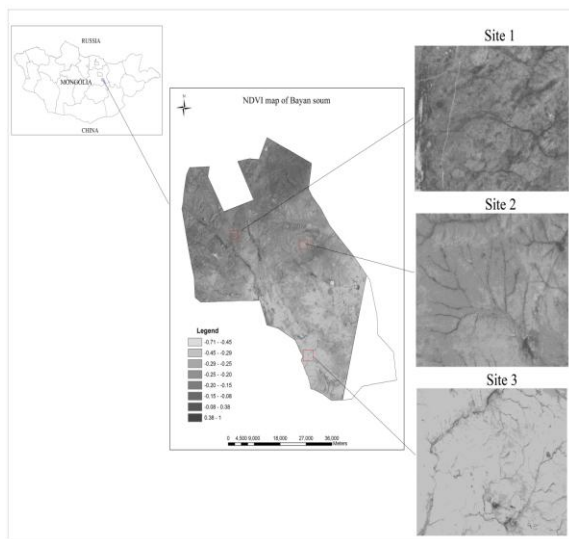 RUSSIA
MONGOLIA
CHINA
NDVI map of Bayan soum
Legend
-0.71 - -0.45
-0.45 - -0.29
-0.29 - -0.25
-0.25 - -0.20
-0.20 - -0.15
-0.15 - -0.08
-0.08 - 0.38
0.38 - 1
0 4,500 9,000 18,000 27,000 36,000
Meters
Site 1
Site 2
Site 3